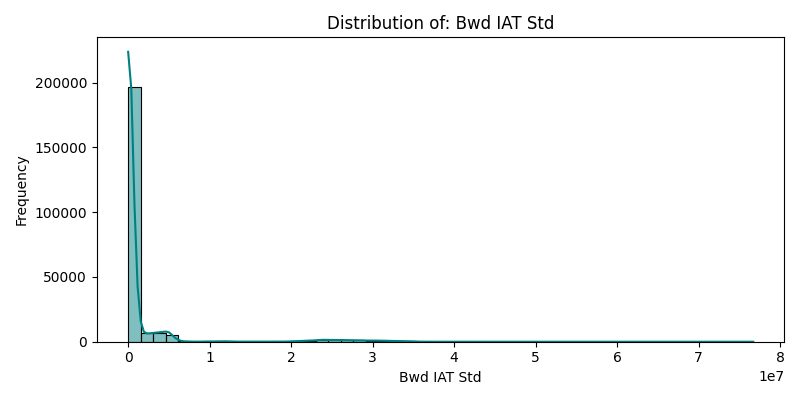 Distribution of: Bwd IAT Std
Frequency
200000
150000
100000
50000
0
0 1 2 3 4 5 6 7 8
1e7
Bwd IAT Std